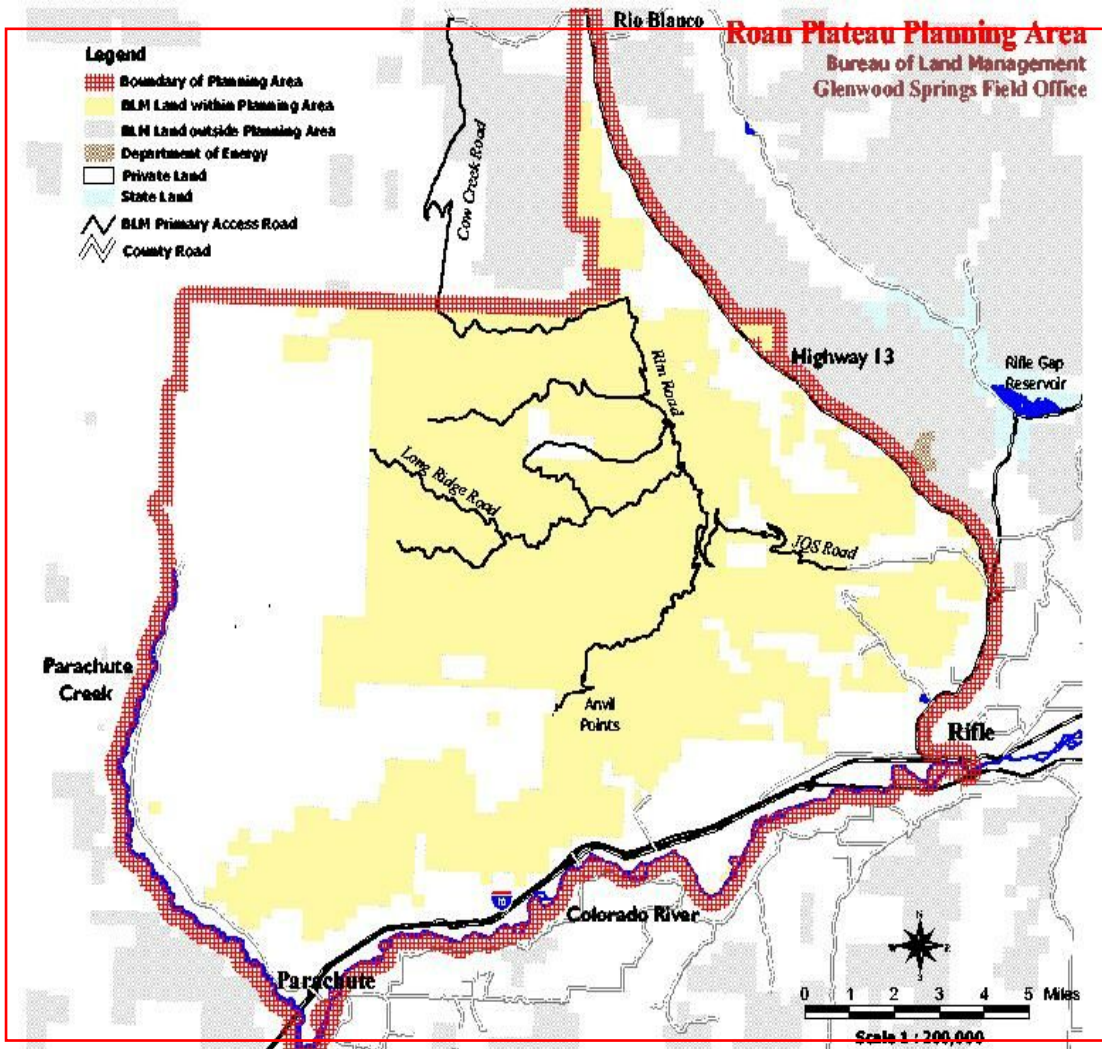 Rio Blanco
Roan Plateau Planning Area
Bureau of Land Management
Glenwood Springs Field Office
Legend
Boundary of Planning Area
BLM Land within Planning Area
BLM Land outside Planning Area
Department of Energy
Private Land
State Land
BLM Primary Access Road
County Road
Cow Creek Road
Rim Road
Highway 13
Rifle Gap
Reservoir
Long Ridge Road
JQS Road
Parachute
Creek
Anvil
Points
Rifle
Colorado River
Parachute
N
0 1 2 3 4 5 Miles
Scale 1 : 200,000